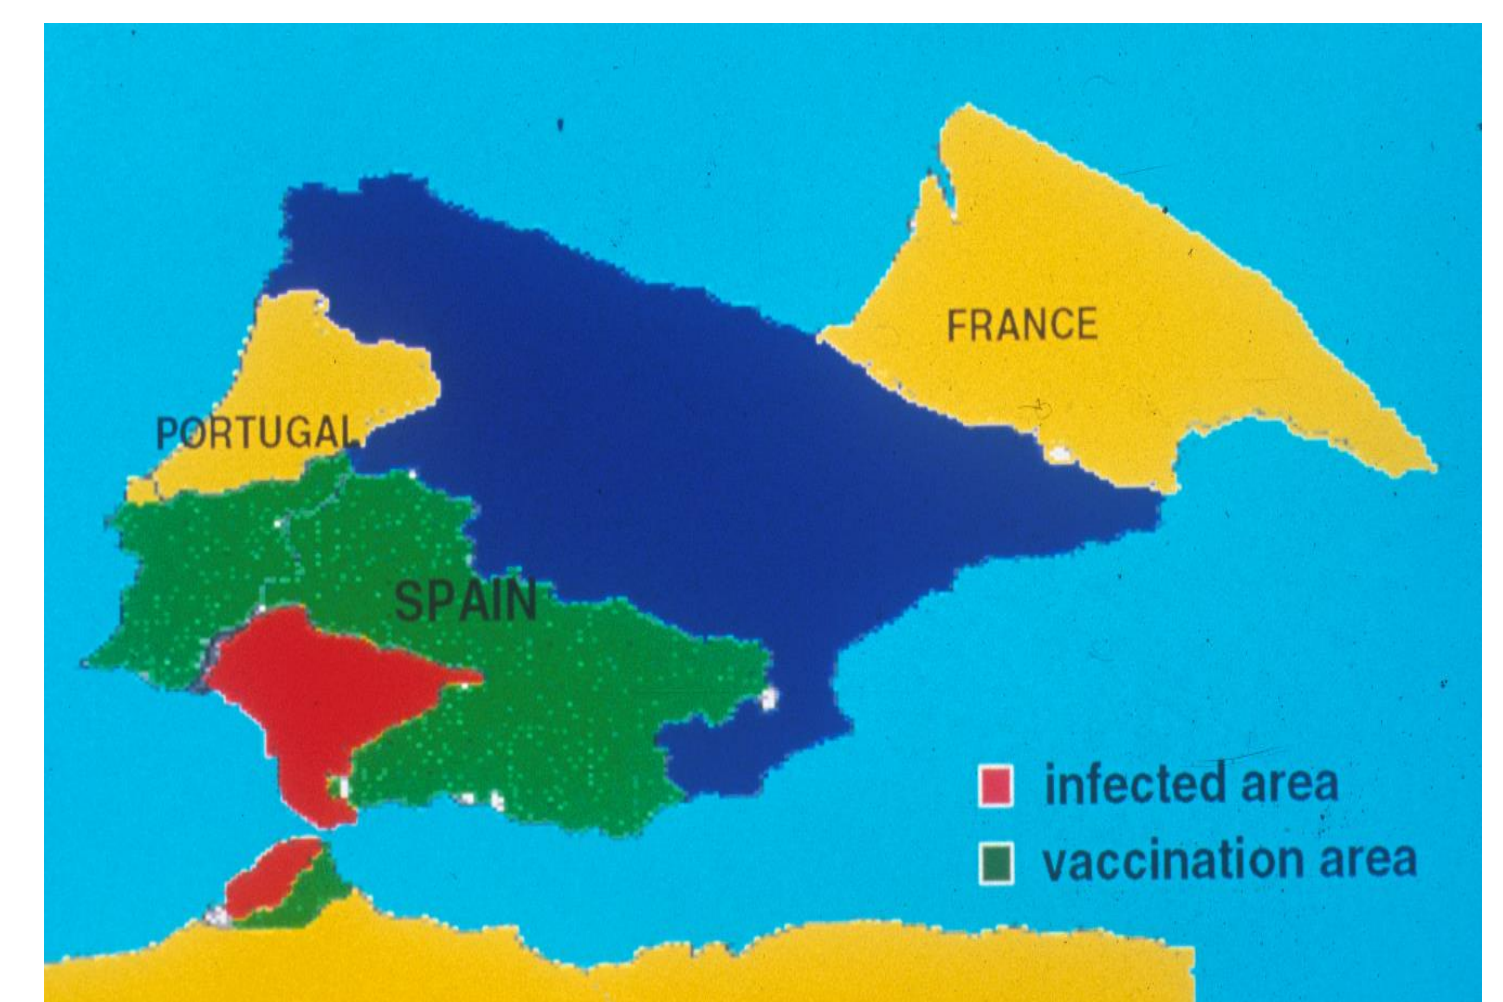 FRANCE
PORTUGAL
SPAIN
infected area
vaccination area